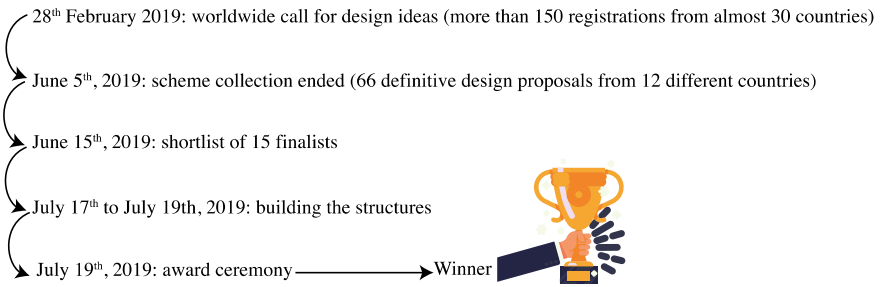 28th February 2019: worldwide call for design ideas (more than 150 registrations from almost 30 countries)
June 5th, 2019: scheme collection ended (66 definitive design proposals from 12 different countries)
June 15th, 2019: shortlist of 15 finalists
July 17th to July 19th, 2019: building the structures
July 19th, 2019: award ceremony Winner